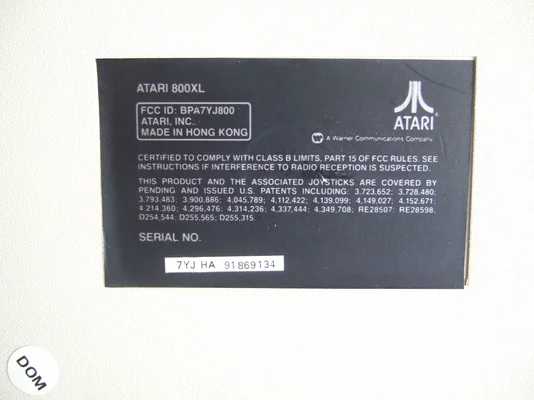 ATARI 800XL
FCC ID: BPA7YJ800
ATARI, INC.
MADE IN HONG KONG
ATARI
A Warner Communications Company
CERTIFIED TO COMPLY WITH CLASS B LIMITS, PART 15 OF FCC RULES. SEE
INSTRUCTIONS IF INTERFERENCE TO RADIO RECEPTION IS SUSPECTED.
THIS PRODUCT AND THE ASSOCIATED JOYSTICKS ARE COVERED BY
PENDING AND ISSUED U.S. PATENTS INCLUDING: 3,723,652; 3,728,480;
3,793,483; 3,900,886; 4,045,789; 4,112,422; 4,139,099; 4,149,027; 4,152,671;
4,214,360; 4,296,476; 4,314,236; 4,337,444; 4,349,708; RE28507; RE28598.
D254,544; D255,565; D255,315.
SERIAL NO.
7YJ HA 91869134
DOM